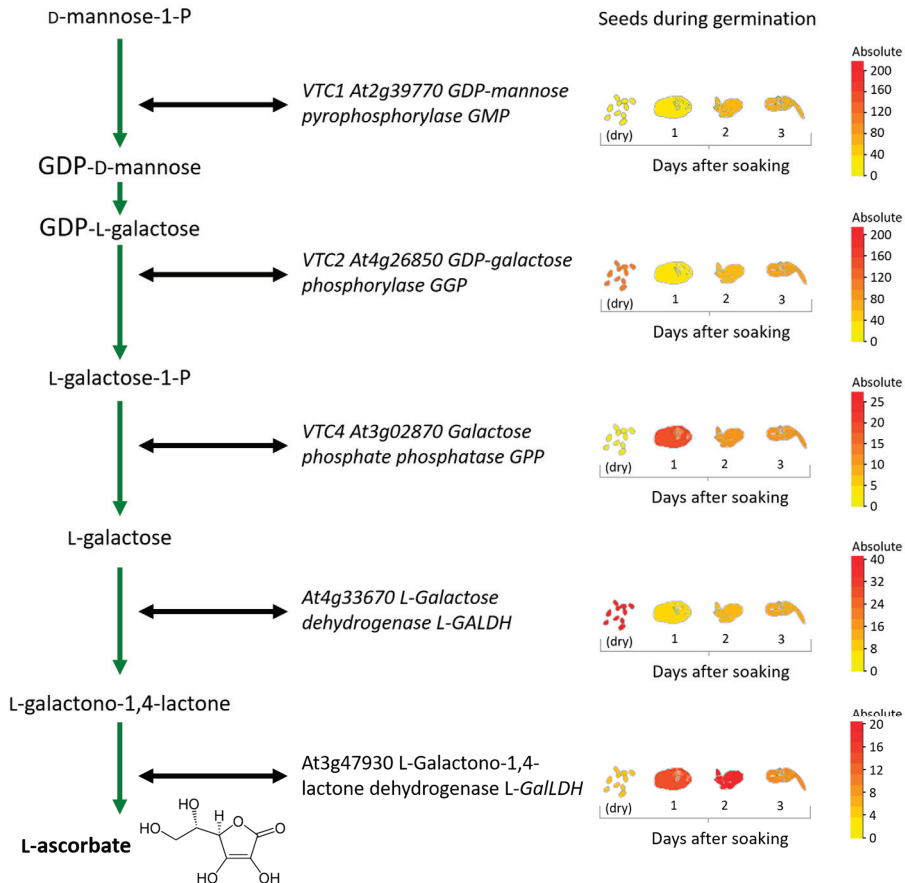 D-mannose-1-P
Seeds during germination
VTC1 At2g39770 GDP-mannose
pyrophosphorylase GMP
(dry)
1
2
3
Days after soaking
Absolute
200
160
120
80
40
0
GDP-D-mannose
GDP-L-galactose
VTC2 At4g26850 GDP-galactose
phosphorylase GGP
(dry)
1
2
3
Days after soaking
Absolute
200
160
120
80
40
0
L-galactose-1-P
VTC4 At3g02870 Galactose
phosphate phosphatase GPP
(dry)
1
2
3
Days after soaking
Absolute
25
20
15
10
5
0
L-galactose
At4g33670 L-Galactose
dehydrogenase L-GALDH
(dry)
1
2
3
Days after soaking
Absolute
40
32
24
16
8
0
L-galactono-1,4-lactone
At3g47930 L-Galactono-1,4-
lactone dehydrogenase L-GalLDH
(dry)
1
2
3
Days after soaking
Absolute
20
16
12
8
4
0
L-ascorbate
HO
HO
H
O
O
HO
OH